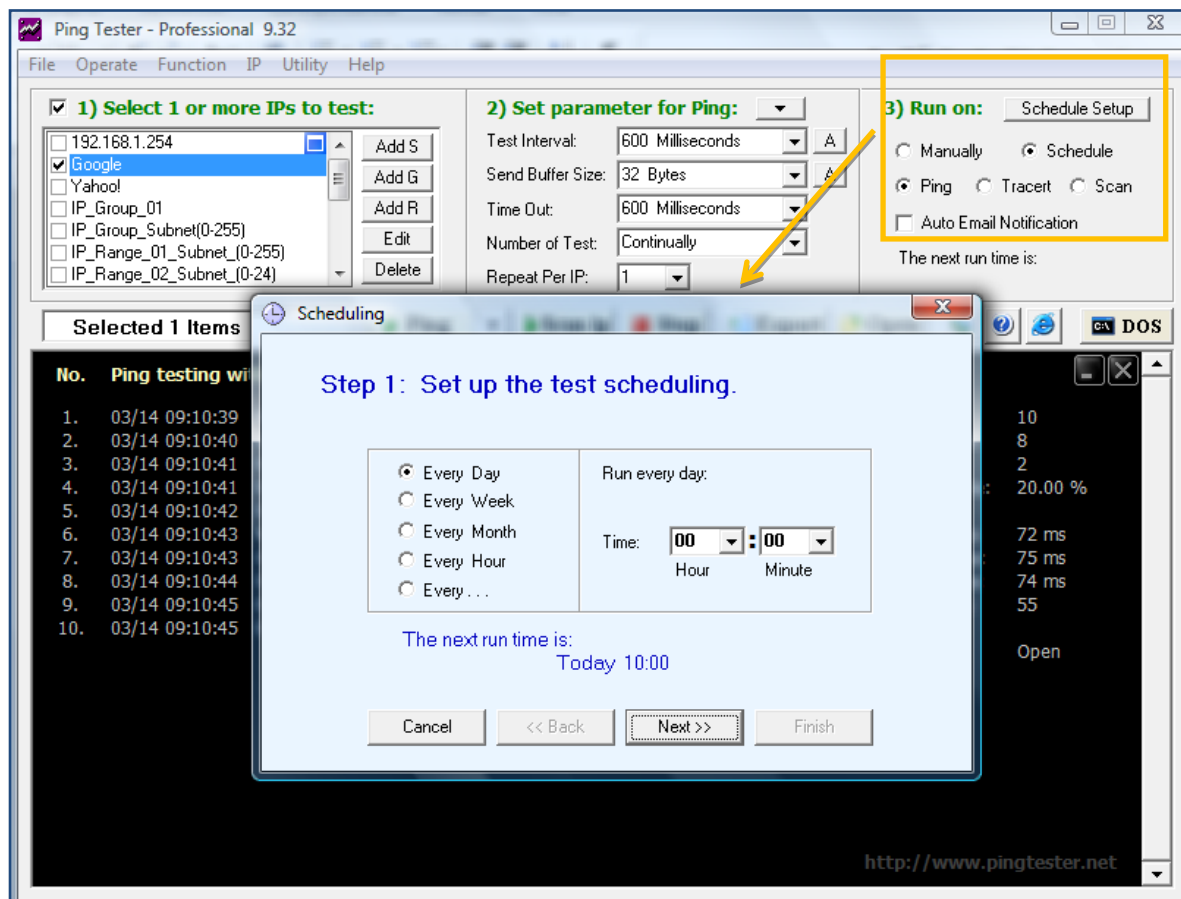 Ping Tester - Professional 9.32
File Operate Function IP Utility Help
1) Select 1 or more IPs to test:
192.168.1.254
Google
Yahoo!
IP_Group_01
IP_Group_Subnet(0-255)
IP_Range_01_Subnet_(0-255)
IP_Range_02_Subnet_(0-24)
Add S
Add G
Add R
Edit
Delete
2) Set parameter for Ping:
Test Interval: 600 Milliseconds A
Send Buffer Size: 32 Bytes A
Time Out: 600 Milliseconds
Number of Test: Continually
Repeat Per IP: 1
3) Run on: Schedule Setup
Manually Schedule
Ping Tracert Scan
Auto Email Notification
The next run time is:
Selected 1 Items
DOS
No. Ping testing
1. 03/14 09:10:39 10
2. 03/14 09:10:40 8
3. 03/14 09:10:41 2
4. 03/14 09:10:41 20.00 %
5. 03/14 09:10:42
6. 03/14 09:10:43 72 ms
7. 03/14 09:10:43 75 ms
8. 03/14 09:10:44 74 ms
9. 03/14 09:10:45 55
10. 03/14 09:10:45
Open
http://www.pingtester.net
Scheduling
Step 1: Set up the test scheduling.
Every Day
Every Week
Every Month
Every Hour
Every . . .
Run every day:
Time: 00 : 00
Hour Minute
The next run time is:
Today 10:00
Cancel << Back Next >> Finish